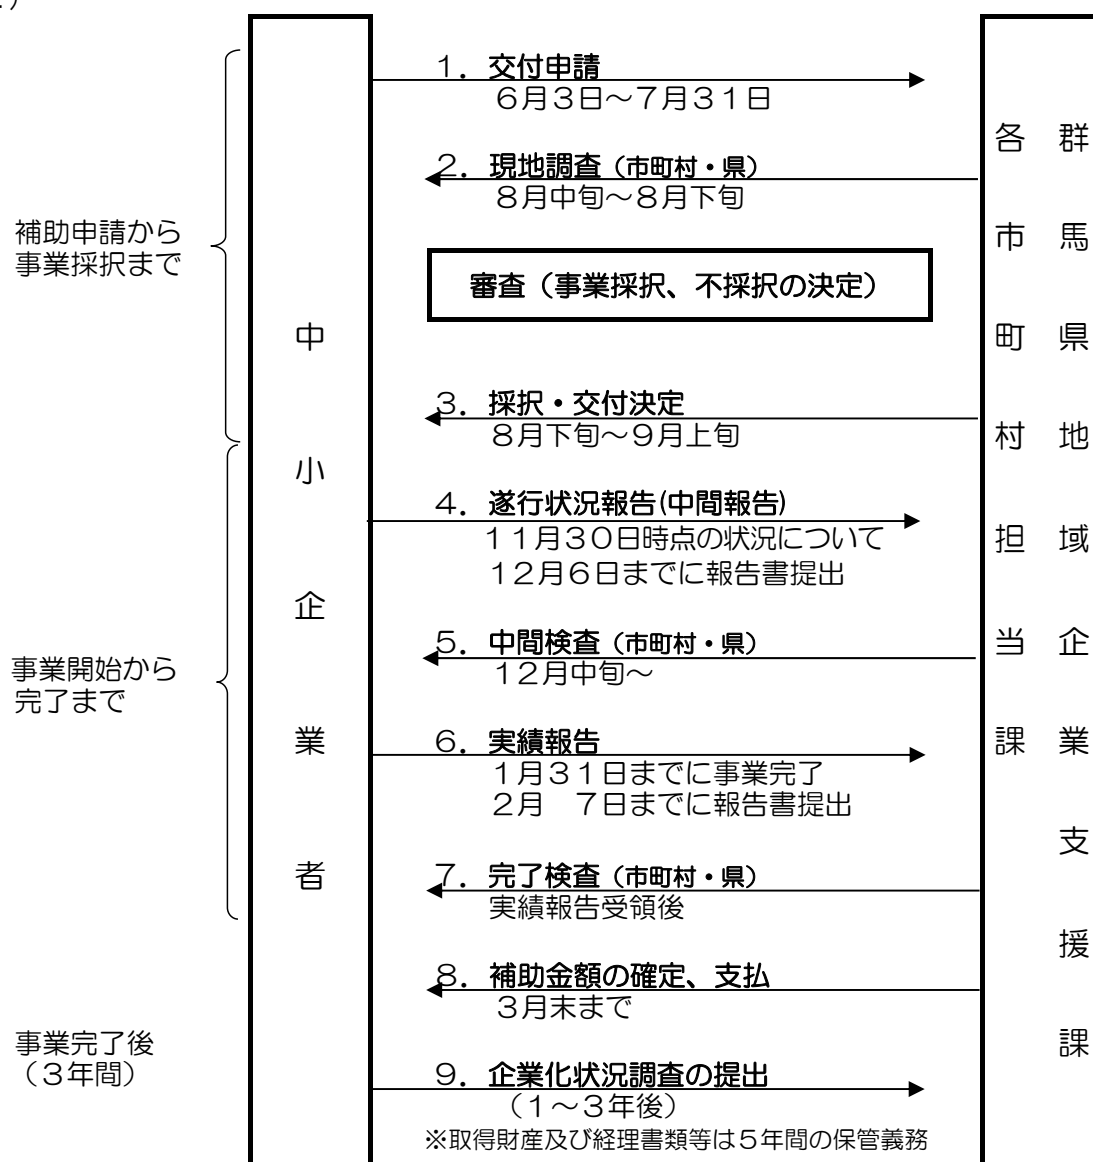 １．交付申請
６月３日～７月３１日
２．現地調査（市町村・県）
８月中旬～８月下旬
補助申請から
事業採択まで
審査（事業採択、不採択の決定）
３．採択・交付決定
８月下旬～９月上旬
４．遂行状況報告(中間報告)
１１月３０日時点の状況について
１２月６日までに報告書提出
５．中間検査（市町村・県）
１２月中旬～
事業開始から
完了まで
６．実績報告
１月３１日までに事業完了
２月　７日までに報告書提出
７．完了検査（市町村・県）
実績報告受領後
８．補助金額の確定、支払
３月末まで
事業完了後
（３年間）
９．企業化状況調査の提出
（１～３年後）
※取得財産及び経理書類等は５年間の保管義務
中小企業者
群馬県地域企業支援課
各市町村担当課